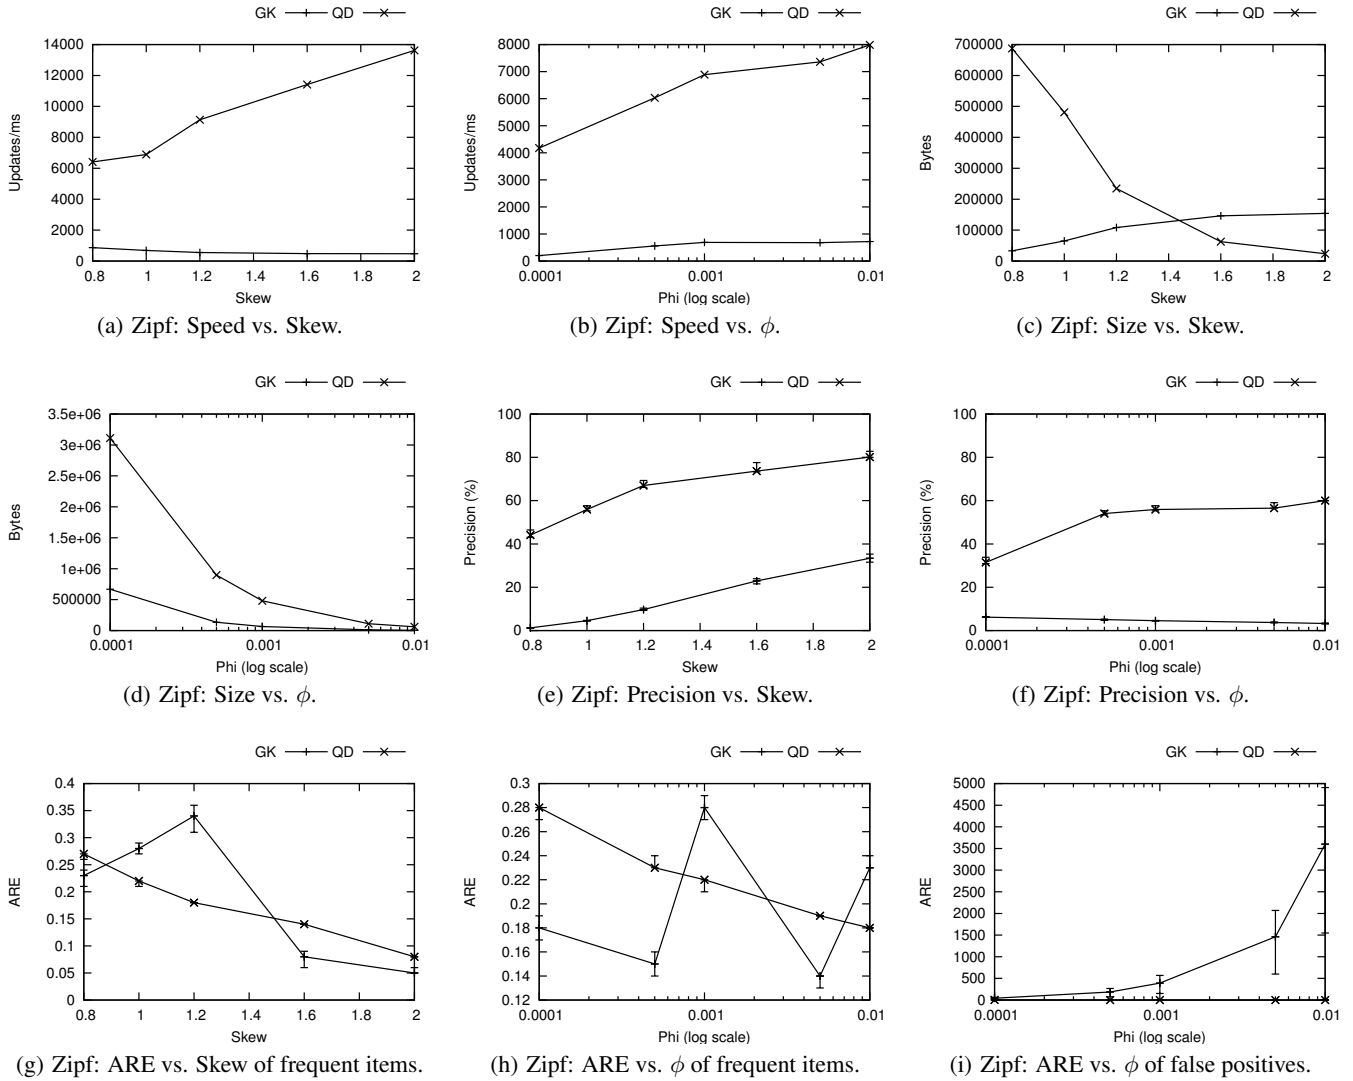 GK QD
14000
12000
10000
8000
6000
4000
2000
0
Updates/ms
0.8 1 1.2 1.4 1.6 1.8 2
Skew
(a) Zipf: Speed vs. Skew.
GK QD
8000
7000
6000
5000
4000
3000
2000
1000
0
Updates/ms
0.0001 0.001 0.01
Phi (log scale)
(b) Zipf: Speed vs. ϕ.
GK QD
700000
600000
500000
400000
300000
200000
100000
0
Bytes
0.8 1 1.2 1.4 1.6 1.8 2
Skew
(c) Zipf: Size vs. Skew.
GK QD
3.5e+06
3e+06
2.5e+06
2e+06
1.5e+06
1e+06
500000
0
Bytes
0.0001 0.001 0.01
Phi (log scale)
(d) Zipf: Size vs. ϕ.
GK QD
100
80
60
40
20
0
Precision (%)
0.8 1 1.2 1.4 1.6 1.8 2
Skew
(e) Zipf: Precision vs. Skew.
GK QD
100
80
60
40
20
0
Precision (%)
0.0001 0.001 0.01
Phi (log scale)
(f) Zipf: Precision vs. ϕ.
GK QD
0.4
0.35
0.3
0.25
0.2
0.15
0.1
0.05
0
ARE
0.8 1 1.2 1.4 1.6 1.8 2
Skew
(g) Zipf: ARE vs. Skew of frequent items.
GK QD
0.3
0.28
0.26
0.24
0.22
0.2
0.18
0.16
0.14
0.12
ARE
0.0001 0.001 0.01
Phi (log scale)
(h) Zipf: ARE vs. ϕ of frequent items.
GK QD
5000
4500
4000
3500
3000
2500
2000
1500
1000
500
0
ARE
0.0001 0.001 0.01
Phi (log scale)
(i) Zipf: ARE vs. ϕ of false positives.